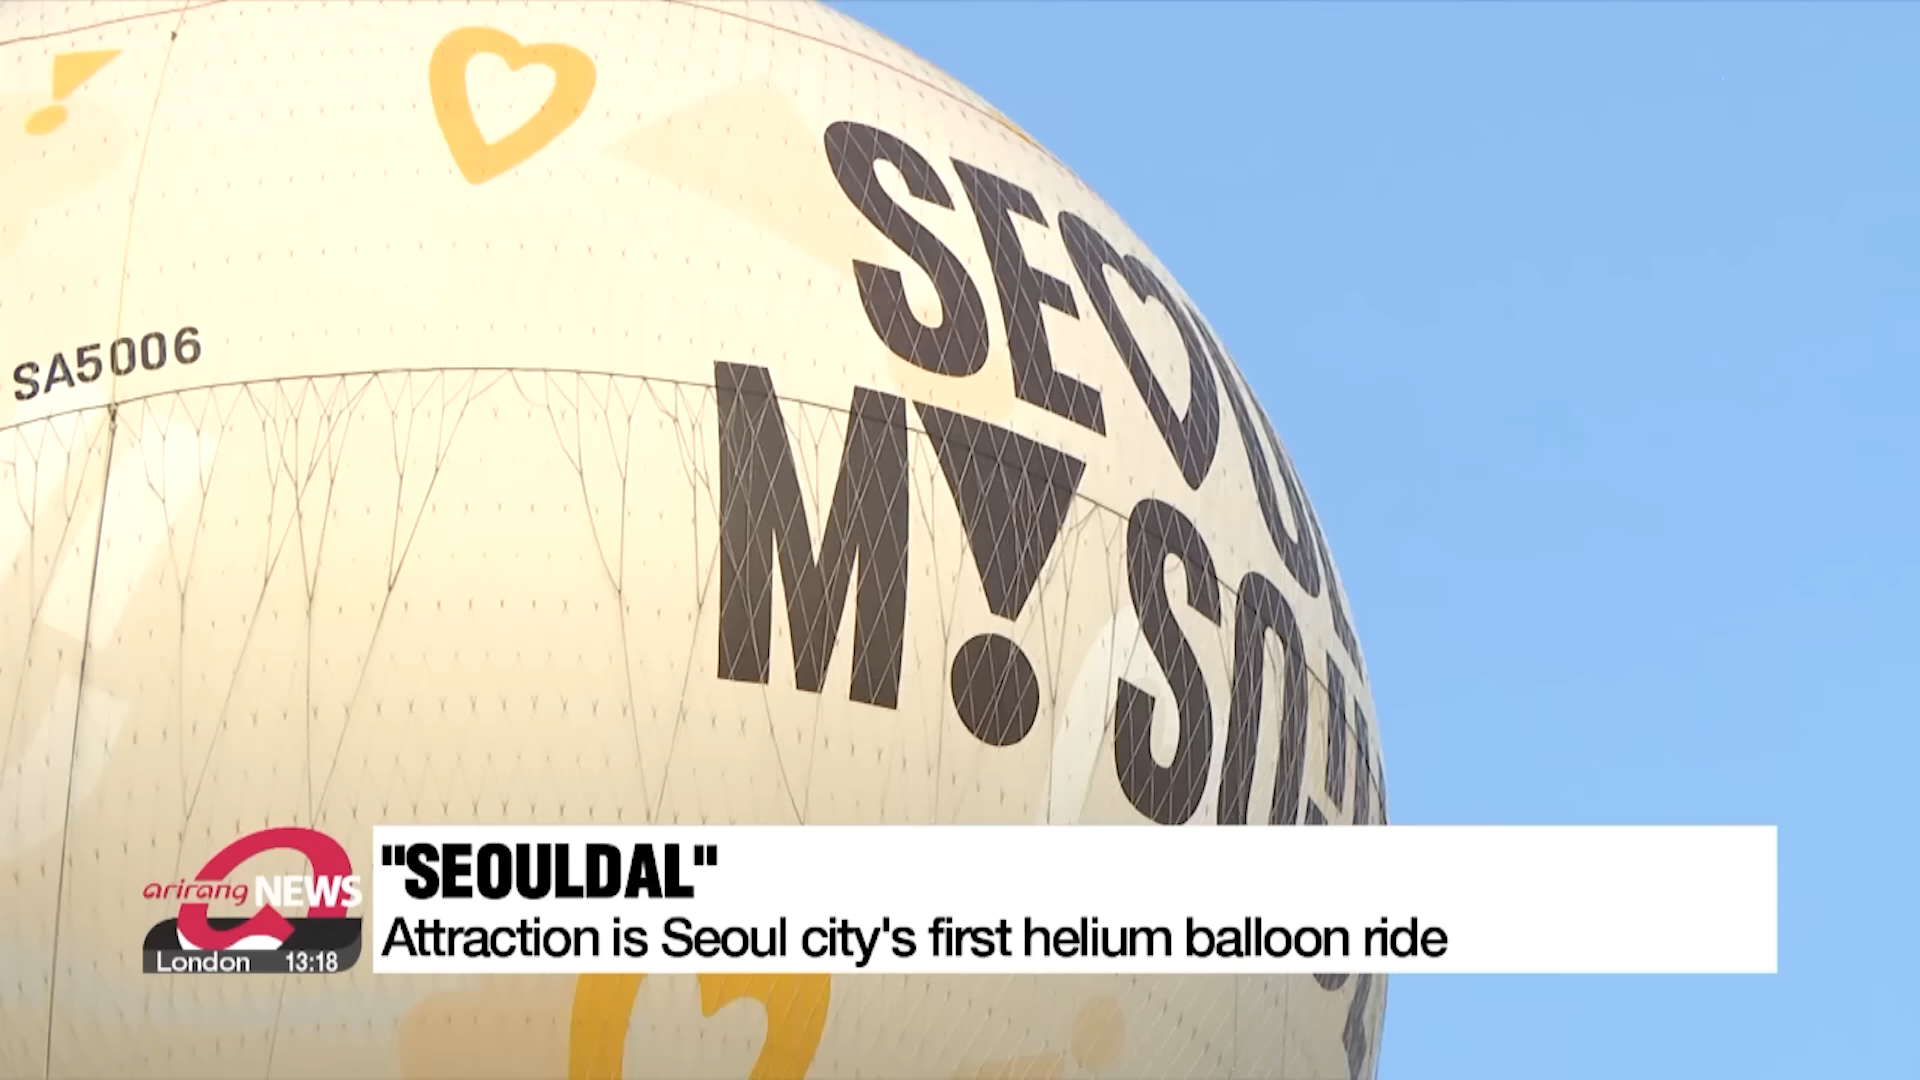 SEOUL
MY SOUL
SA5006
"SEOULDAL"
Attraction is Seoul city's first helium balloon ride
arirang NEWS
London 13:18